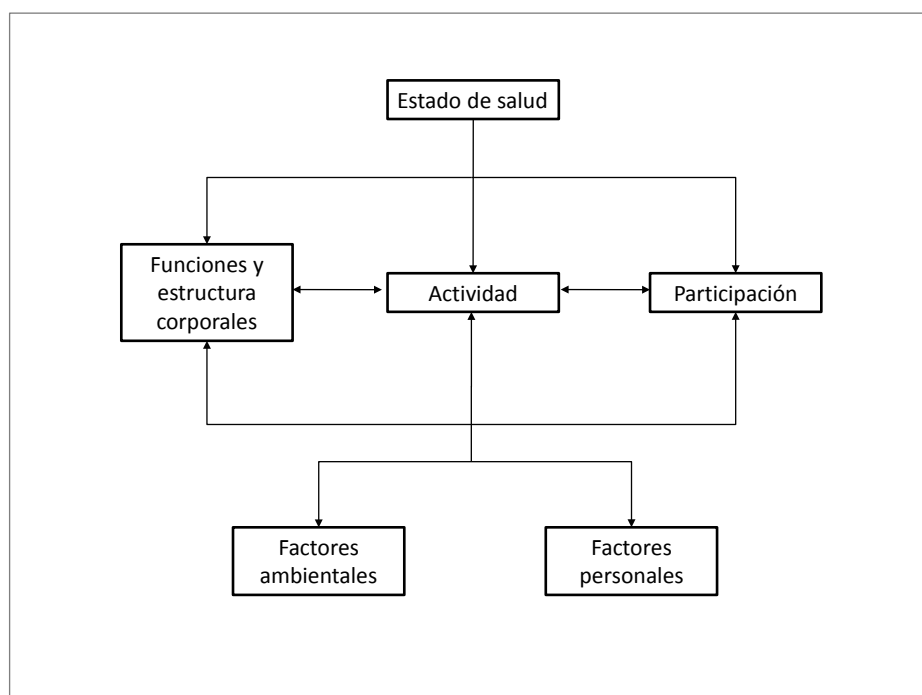 Estado de salud
Funciones y
estructura
corporales
Actividad
Participación
Factores
ambientales
Factores
personales